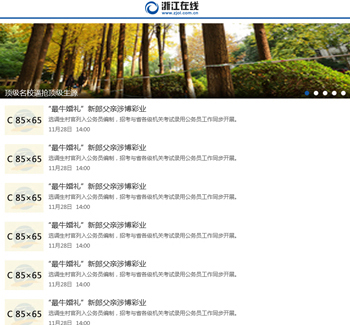 浙江在线
www.zjol.com.cn
顶级名校逼抢顶级生源
C 85×65
"最牛婚礼"新郎父亲涉博彩业
选调生村官列入公务员编制，招考与省各级机关考试录用公务员工作同步开展。
11月28日 14:00
C 85×65
"最牛婚礼"新郎父亲涉博彩业
选调生村官列入公务员编制，招考与省各级机关考试录用公务员工作同步开展。
11月28日 14:00
C 85×65
"最牛婚礼"新郎父亲涉博彩业
选调生村官列入公务员编制，招考与省各级机关考试录用公务员工作同步开展。
11月28日 14:00
C 85×65
"最牛婚礼"新郎父亲涉博彩业
选调生村官列入公务员编制，招考与省各级机关考试录用公务员工作同步开展。
11月28日 14:00
C 85×65
"最牛婚礼"新郎父亲涉博彩业
选调生村官列入公务员编制，招考与省各级机关考试录用公务员工作同步开展。
11月28日 14:00
C 85×65
"最牛婚礼"新郎父亲涉博彩业
选调生村官列入公务员编制，招考与省各级机关考试录用公务员工作同步开展。
11月28日 14:00